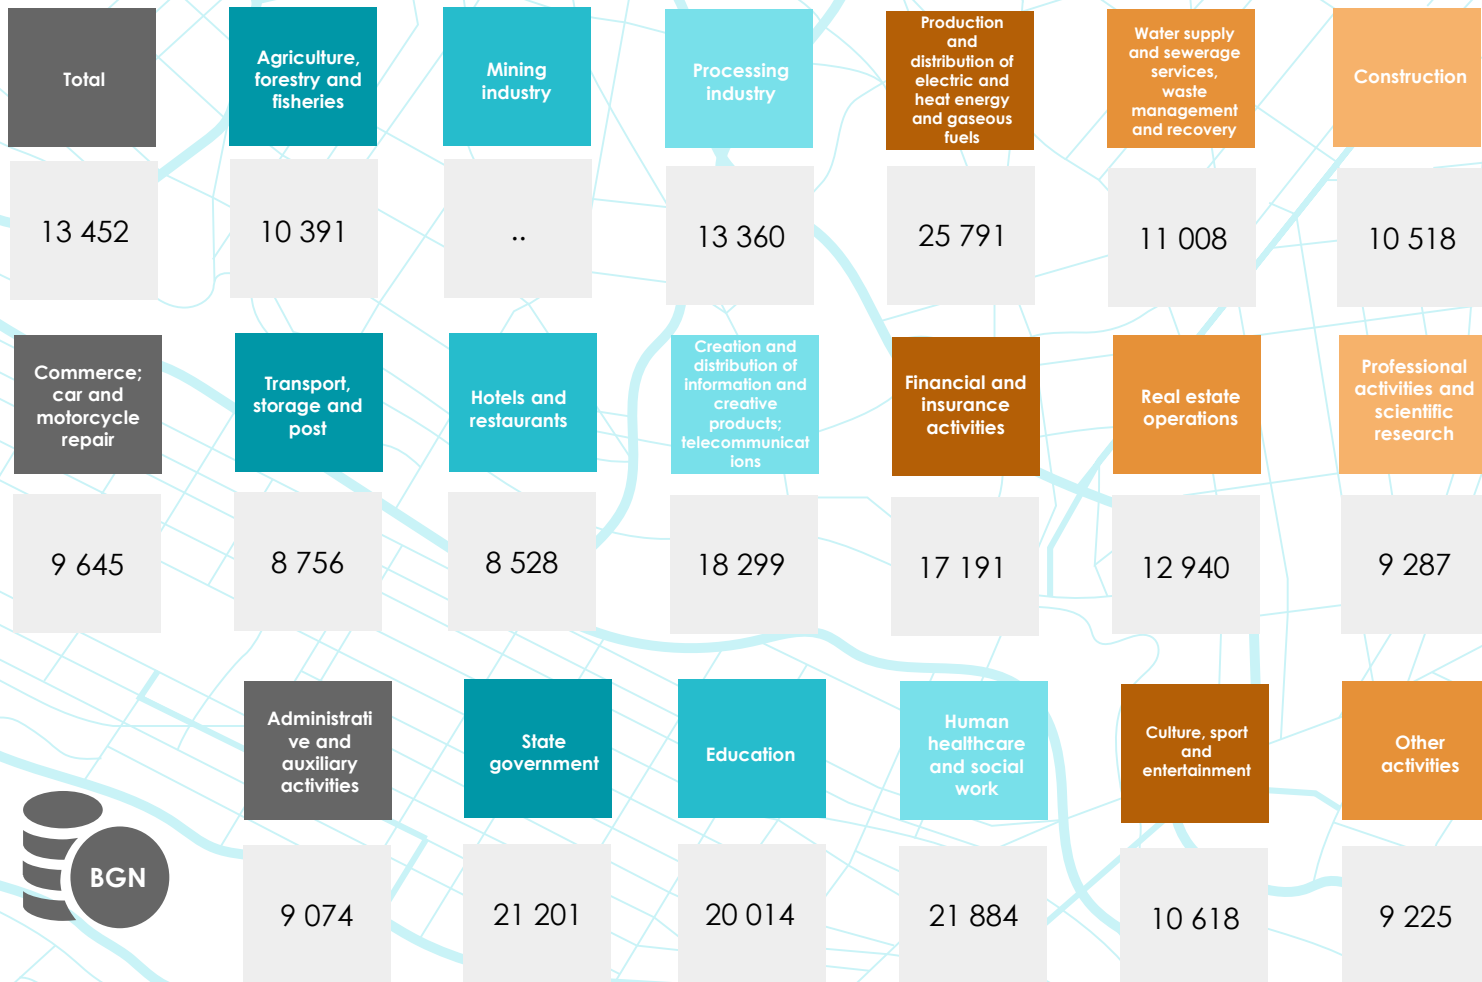 Total
Agriculture,
forestry and
fisheries
Mining
industry
Processing
industry
Production
and
distribution of
electric and
heat energy
and gaseous
fuels
Water supply
and sewerage
services,
waste
management
and recovery
Construction
13 452
10 391
..
13 360
25 791
11 008
10 518
Commerce;
car and
motorcycle
repair
Transport,
storage and
post
Hotels and
restaurants
Creation and
distribution of
information and
creative
products;
telecommunicat
ions
Financial and
insurance
activities
Real estate
operations
Professional
activities and
scientific
research
9 645
8 756
8 528
18 299
17 191
12 940
9 287
Administrati
ve and
auxiliary
activities
State
government
Education
Human
healthcare
and social
work
Culture, sport
and
entertainment
Other
activities
BGN
9 074
21 201
20 014
21 884
10 618
9 225